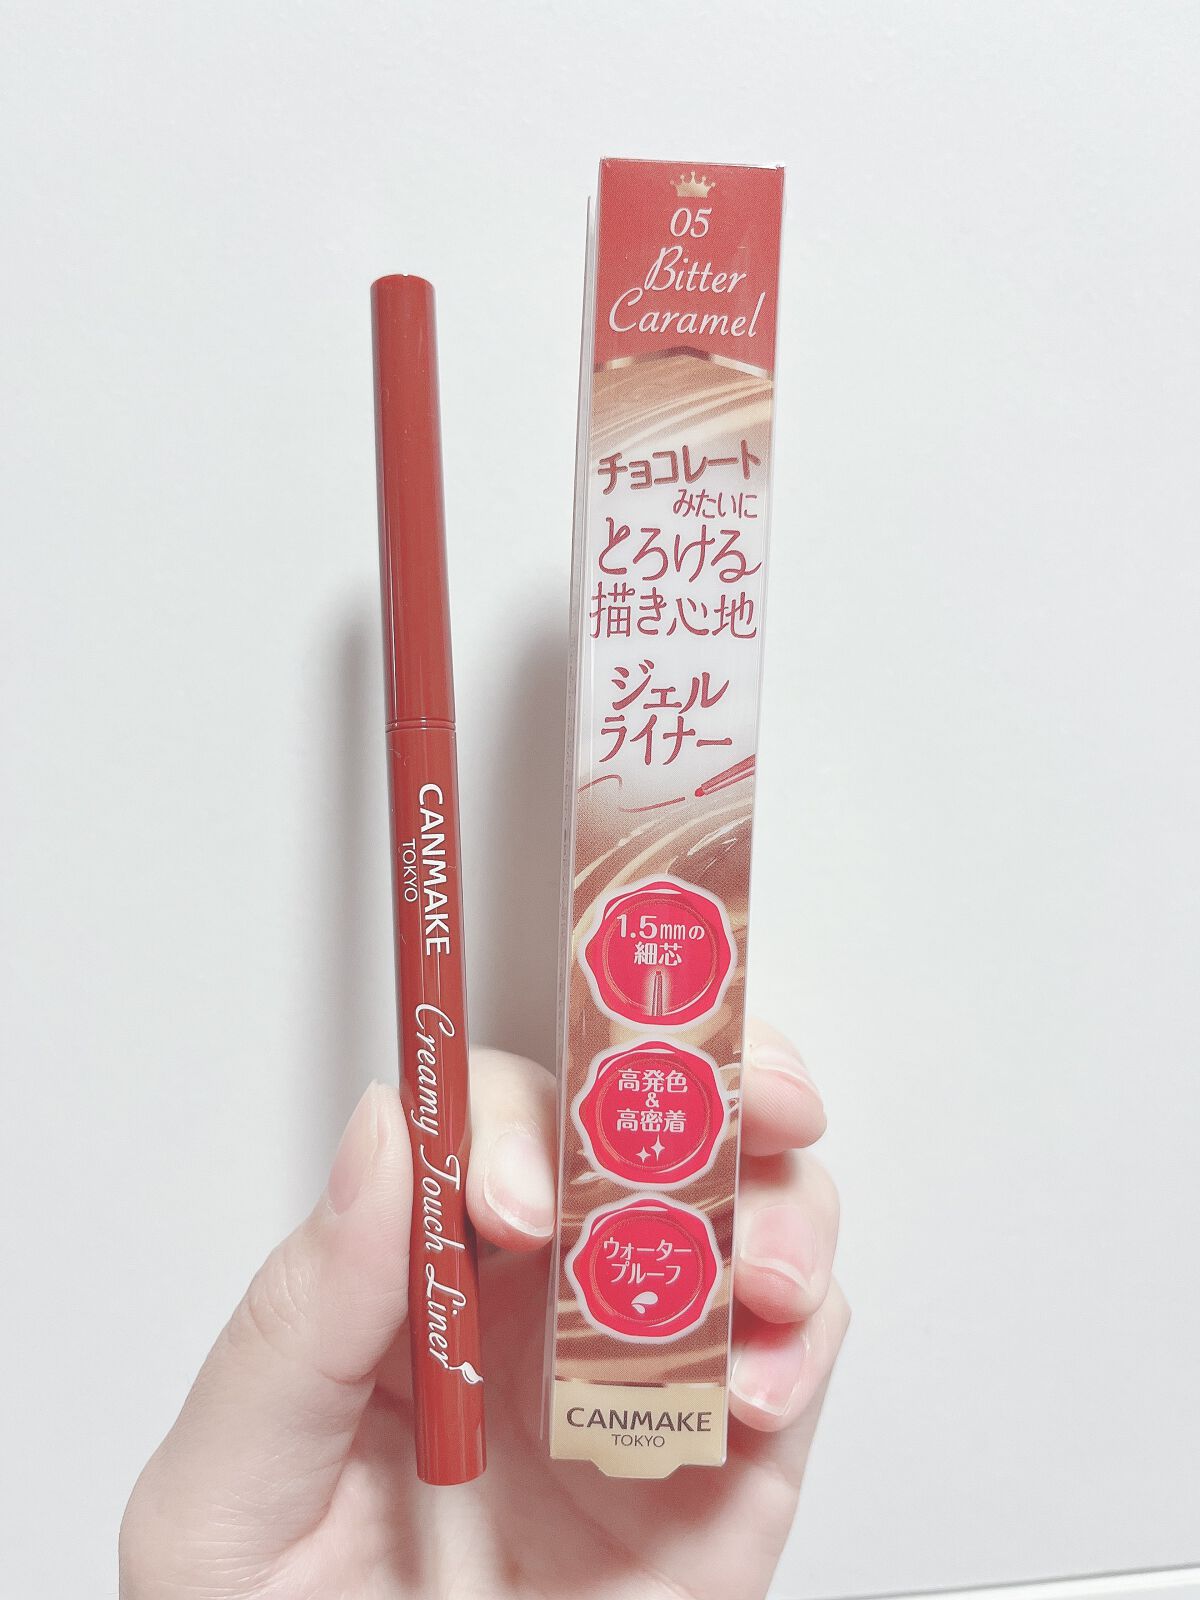 CANMAKE
TOKYO
Creamy Touch Liner
05
Bitter
Caramel
チョコレート
みたいに
とろける
描き心地
ジェル
ライナー
1.5mmの
細芯
高発色
&
高密着
ウォーター
プルーフ
CANMAKE
TOKYO